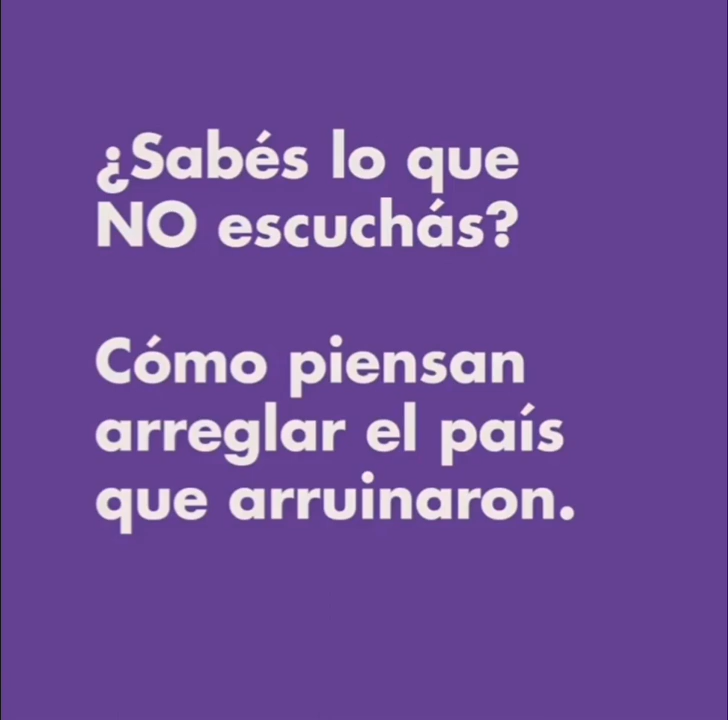 ¿Sabés lo que
NO escuchás?
Cómo piensan
arreglar el país
que arruinaron.